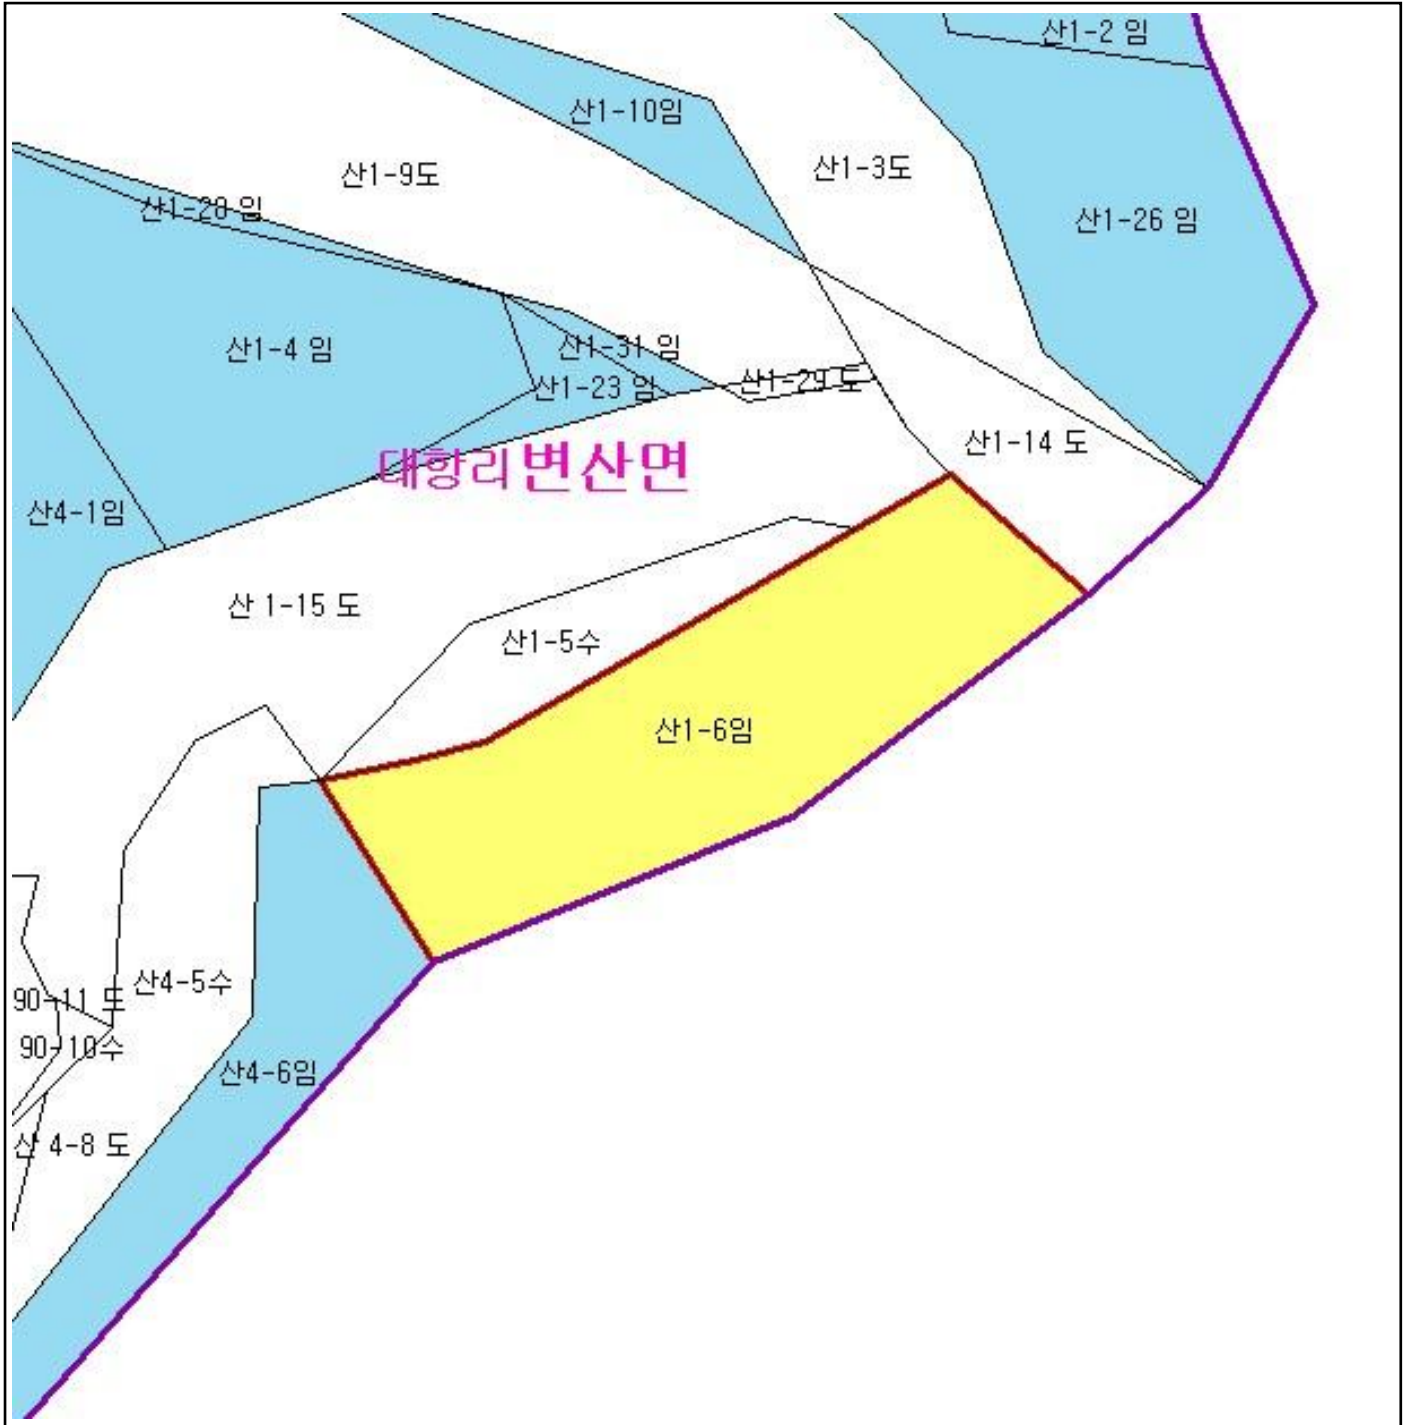 산1-2 임
산1-10임
산1-3도
산1-9도
산1-28 임
산1-26 임
산1-4 임
산1-31 임
산1-23 임
산1-29 도
산1-14 도
대항리 변산면
산4-1임
산 1-15 도
산1-5수
산1-6임
산4-5수
90-11 도
90-10수
산4-6임
산 4-8 도